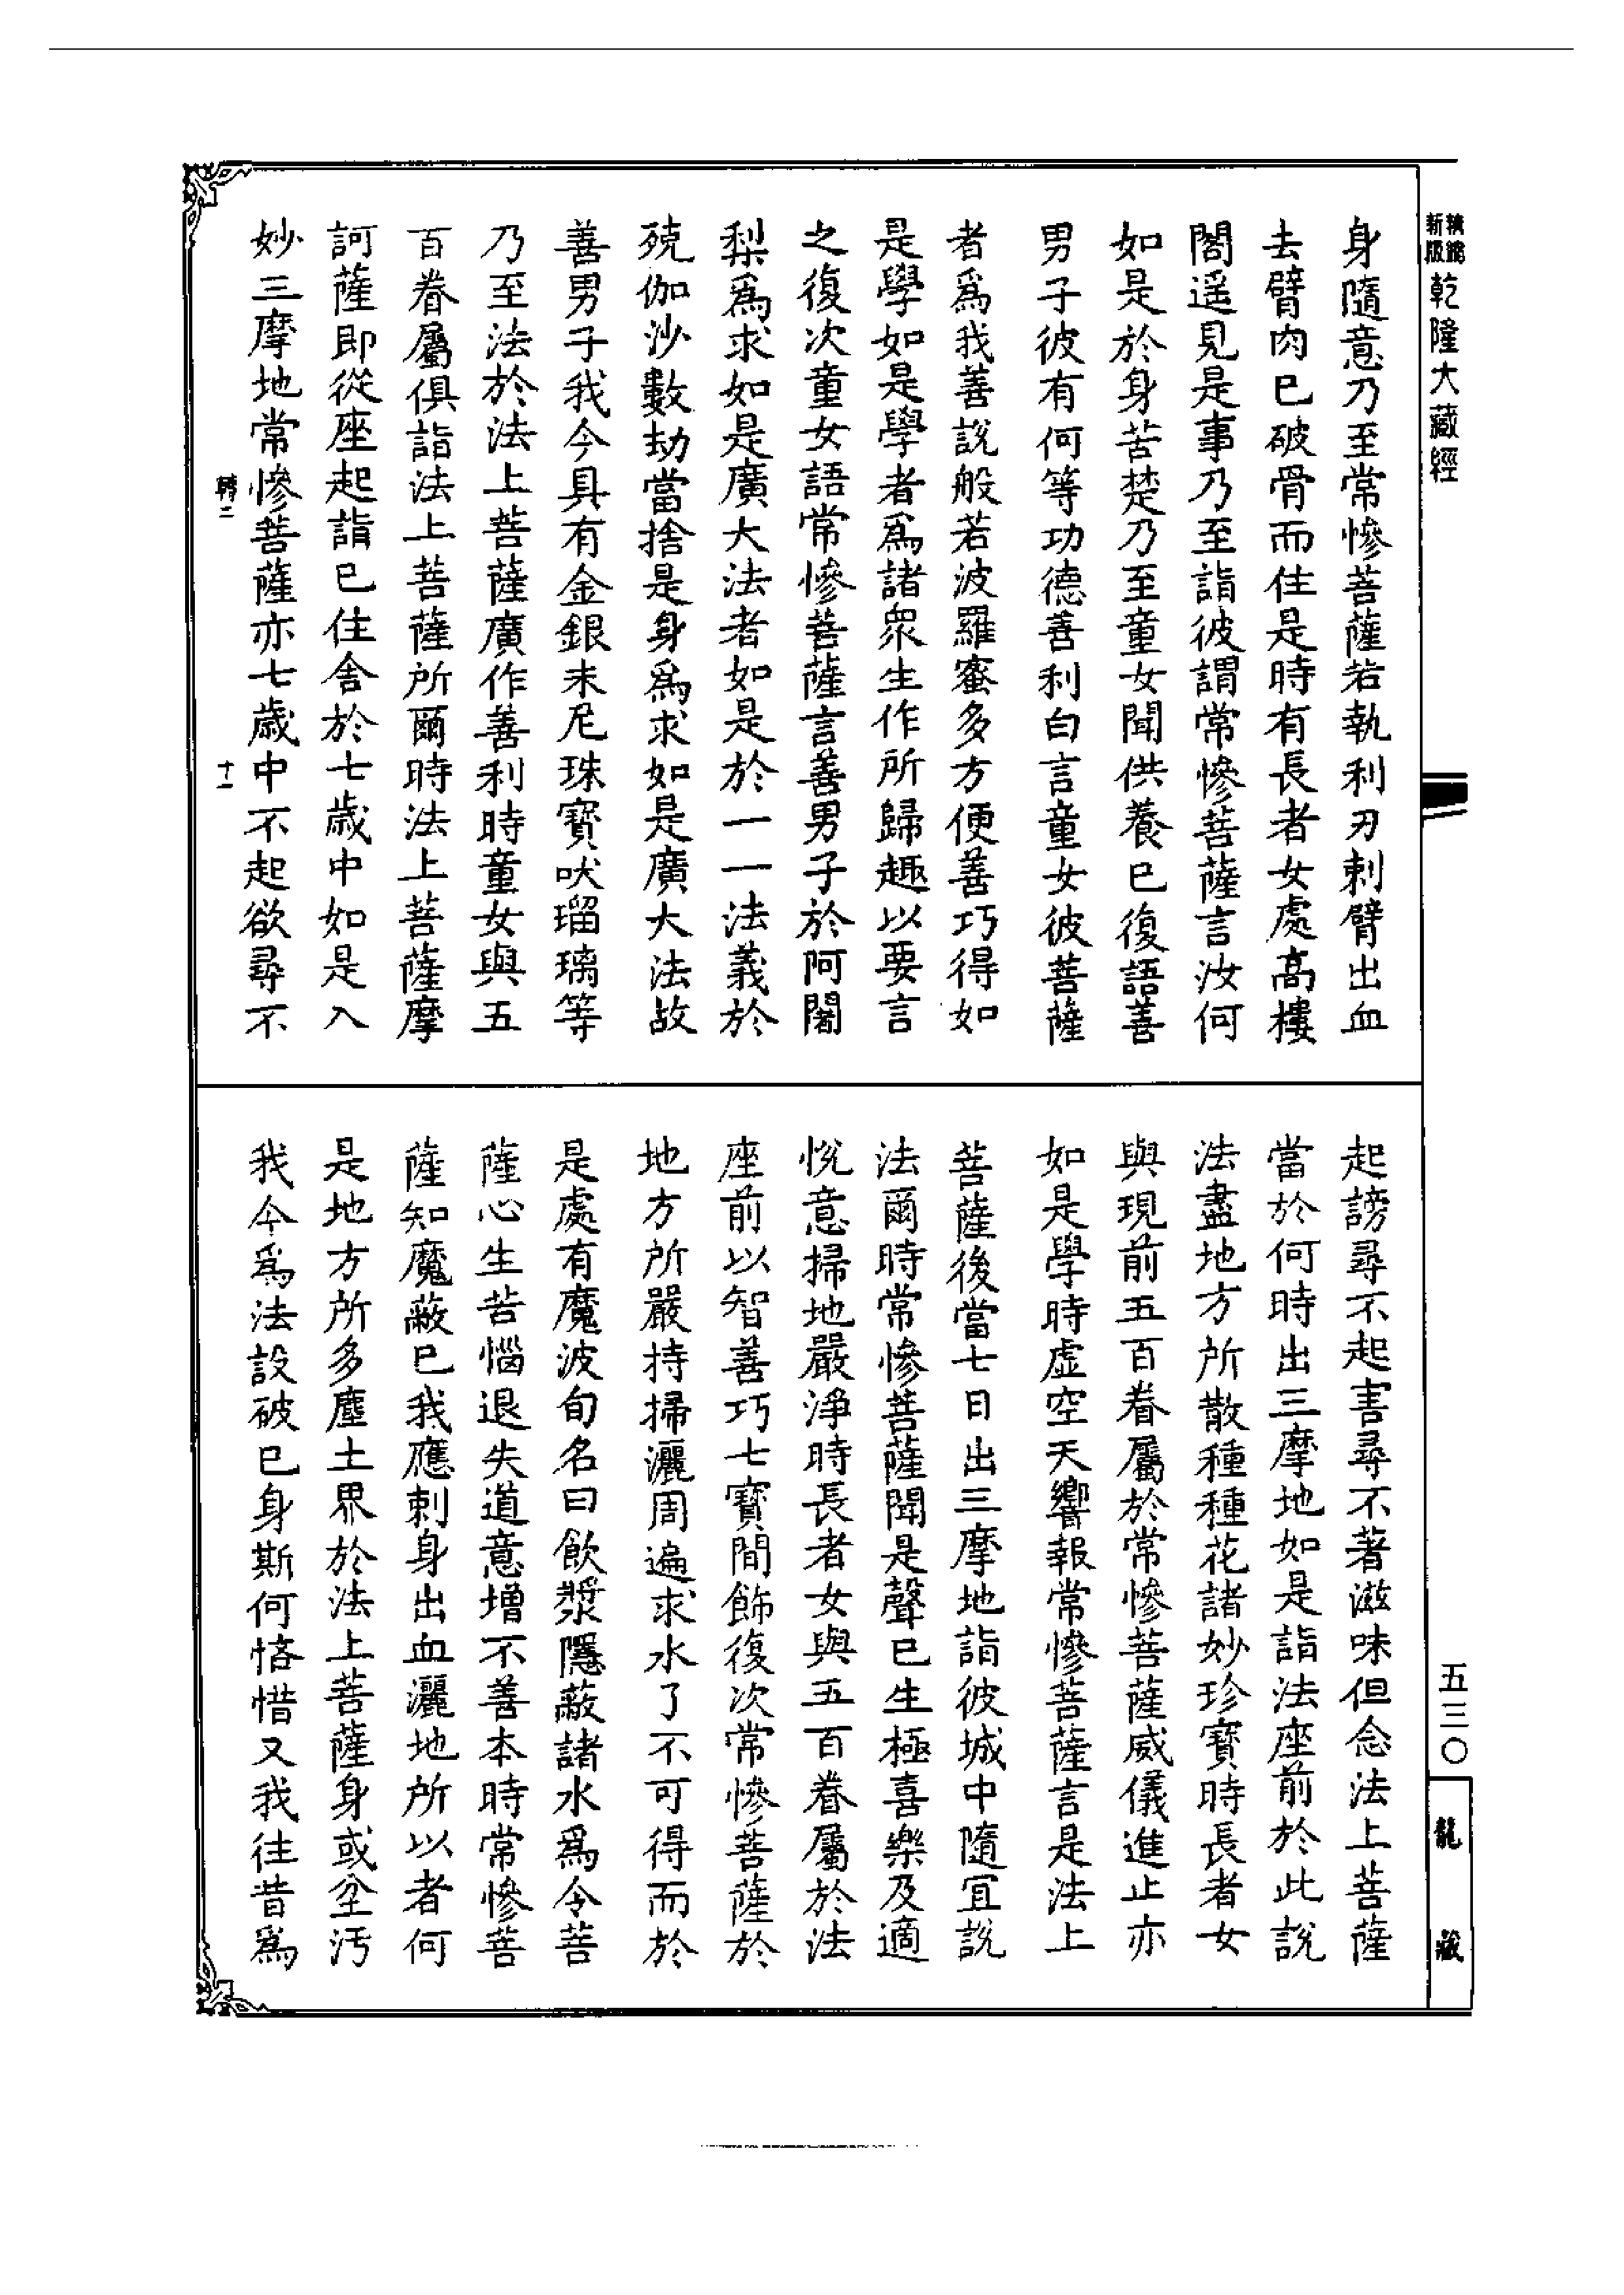 新版
精編
乾隆大藏經
身隨意乃至常慘菩薩若執利刃刺臂出血
去臂肉已破骨而住是時有長者女處高樓
閣遥見是事乃至詣彼謂常慘菩薩言汝何
如是於身苦楚乃至童女聞供養已復語善
男子彼有何等功德善利白言童女彼菩薩
者為我善說般若波羅蜜多方便善巧得如
是學如是學者為諸衆生作所歸趣以要言
之復次童女語常慘菩薩言善男子於阿闍
梨為求如是廣大法者如是於一一法義於
殑伽沙數劫當捨是身為求如是廣大法故
善男子我今具有金銀末尼珠寶吠瑠璃等
乃至法於法上菩薩廣作善利時童女與五
百眷屬俱詣法上菩薩所爾時法上菩薩摩
訶薩即從座起詣已住舍於七歲中如是入
妙三摩地常慘菩薩亦七歲中不起欲尋不
轉二
十二
起謗尋不起害尋不著滋味但念法上菩薩
當於何時出三摩地如是詣法座前於此說
法盡地方所散種種花諸妙珍寶時長者女
與現前五百眷屬於常慘菩薩威儀進止亦
如是學時虛空天響報常慘菩薩言是法上
菩薩後當七日出三摩地詣彼城中隨宜說
法爾時常慘菩薩聞是聲已生極喜樂及適
悅意掃地嚴淨時長者女與五百眷屬於法
座前以智善巧七寶間飾復次常慘菩薩於
地方所嚴持掃灑周遍求水了不可得而於
是處有魔波旬名曰飲漿隱蔽諸水為令菩
薩心生苦惱退失道意增不善本時常慘菩
薩知魔蔽已我應刺身出血灑地所以者何
是地方所多塵土界於法上菩薩身或坌汚
我今為法設破已身斯何悋惜又我往昔為
五三〇
龍藏